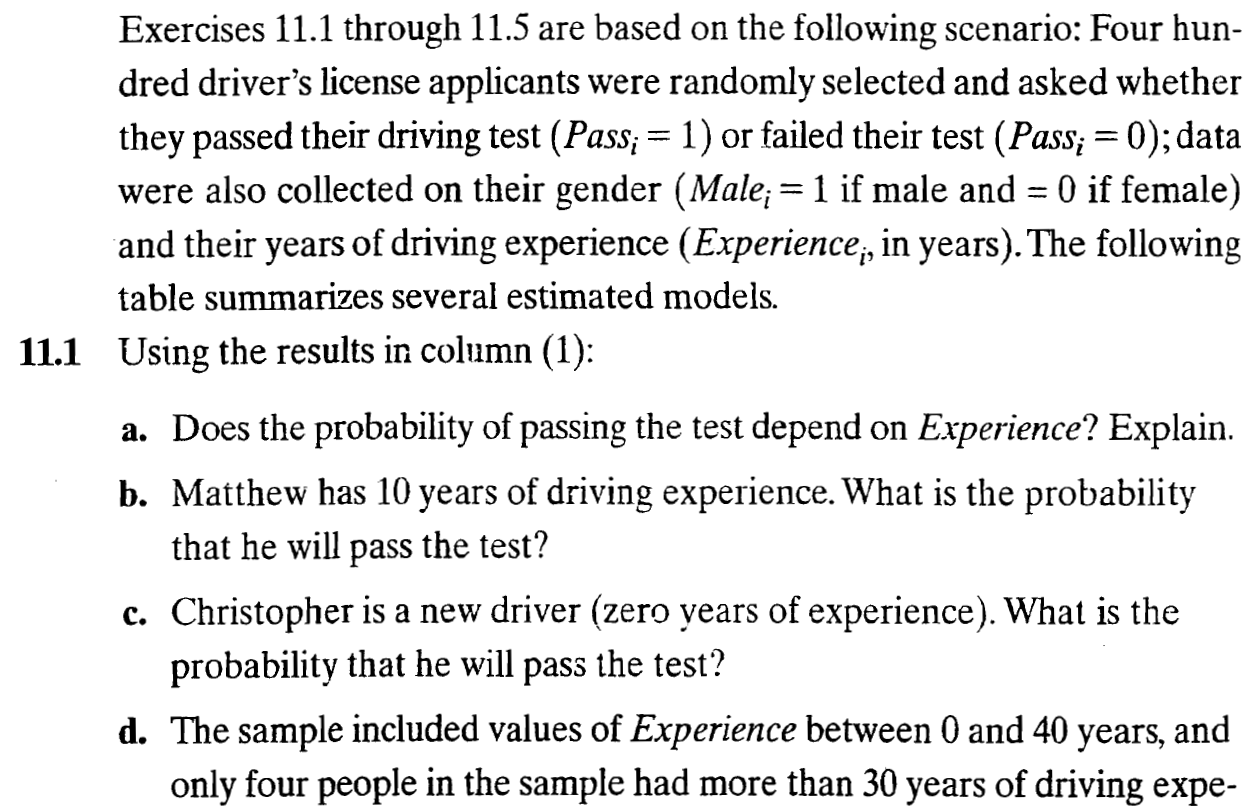 Exercises 11.1 through 11.5 are based on the following scenario: Four hun-
dred driver's license applicants were randomly selected and asked whether
they passed their driving test (Passᵢ = 1) or failed their test (Passᵢ = 0); data
were also collected on their gender (Maleᵢ = 1 if male and = 0 if female)
and their years of driving experience (Experienceᵢ, in years). The following
table summarizes several estimated models.
11.1 Using the results in column (1):
a. Does the probability of passing the test depend on Experience? Explain.
b. Matthew has 10 years of driving experience. What is the probability
that he will pass the test?
c. Christopher is a new driver (zero years of experience). What is the
probability that he will pass the test?
d. The sample included values of Experience between 0 and 40 years, and
only four people in the sample had more than 30 years of driving expe-